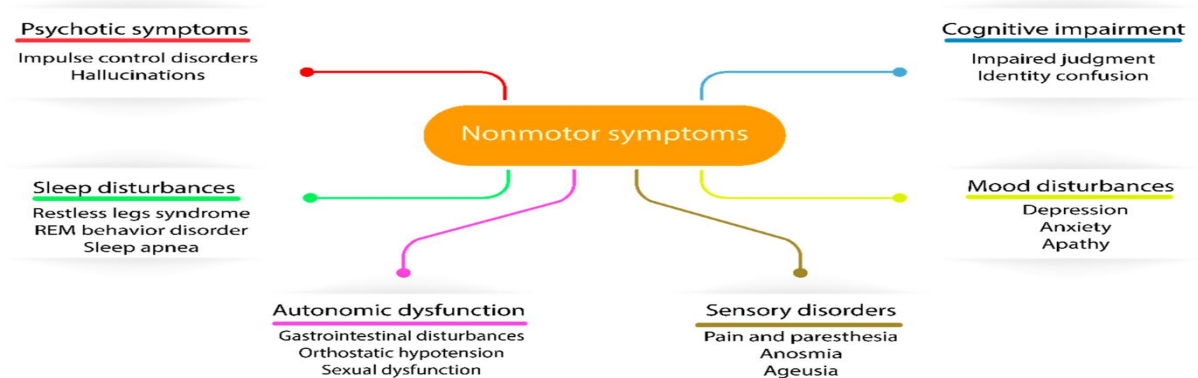 Psychotic symptoms
Impulse control disorders
Hallucinations
Cognitive impairment
Impaired judgment
Identity confusion
Nonmotor symptoms
Sleep disturbances
Restless legs syndrome
REM behavior disorder
Sleep apnea
Mood disturbances
Depression
Anxiety
Apathy
Autonomic dysfunction
Gastrointestinal disturbances
Orthostatic hypotension
Sexual dysfunction
Sensory disorders
Pain and paresthesia
Anosmia
Ageusia